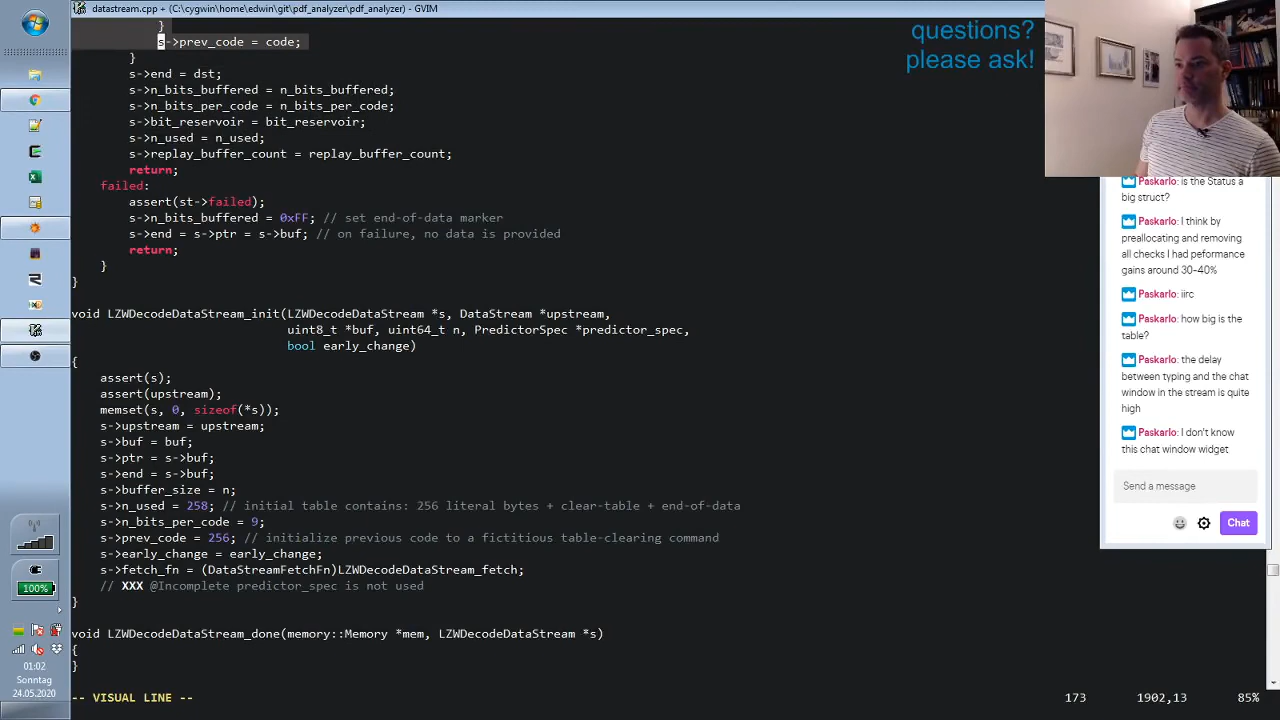 datastream.cpp + (C:\cygwin\home\edwin\git\pdf_analyzer\pdf_analyzer) - GVIM
}
s->prev_code = code;
}
s->end = dst;
s->n_bits_buffered = n_bits_buffered;
s->n_bits_per_code = n_bits_per_code;
s->bit_reservoir = bit_reservoir;
s->n_used = n_used;
s->replay_buffer_count = replay_buffer_count;
return;
failed:
assert(st->failed);
s->n_bits_buffered = 0xFF; // set end-of-data marker
s->end = s->ptr = s->buf; // on failure, no data is provided
return;
}
}
void LZWDecodeDataStream_init(LZWDecodeDataStream *s, DataStream *upstream,
uint8_t *buf, uint64_t n, PredictorSpec *predictor_spec,
bool early_change)
{
assert(s);
assert(upstream);
memset(s, 0, sizeof(*s));
s->upstream = upstream;
s->buf = buf;
s->ptr = s->buf;
s->end = s->buf;
s->buffer_size = n;
s->n_used = 258; // initial table contains: 256 literal bytes + clear-table + end-of-data
s->n_bits_per_code = 9;
s->prev_code = 256; // initialize previous code to a fictitious table-clearing command
s->early_change = early_change;
s->fetch_fn = (DataStreamFetchFn)LZWDecodeDataStream_fetch;
// XXX @Incomplete predictor_spec is not used
}
void LZWDecodeDataStream_done(memory::Memory *mem, LZWDecodeDataStream *s)
{
}
-- VISUAL LINE --
173
1902,13
85%
questions?
please ask!
Paskarlo: is the Status a
big struct?
Paskarlo: I think by
preallocating and removing
all checks I had peformance
gains around 30-40%
Paskarlo: iirc
Paskarlo: how big is the
table?
Paskarlo: the delay
between typing and the chat
window in the stream is quite
high
Paskarlo: I don't know
this chat window widget
Send a message
Chat
100%
01:02
Sonntag
24.05.2020